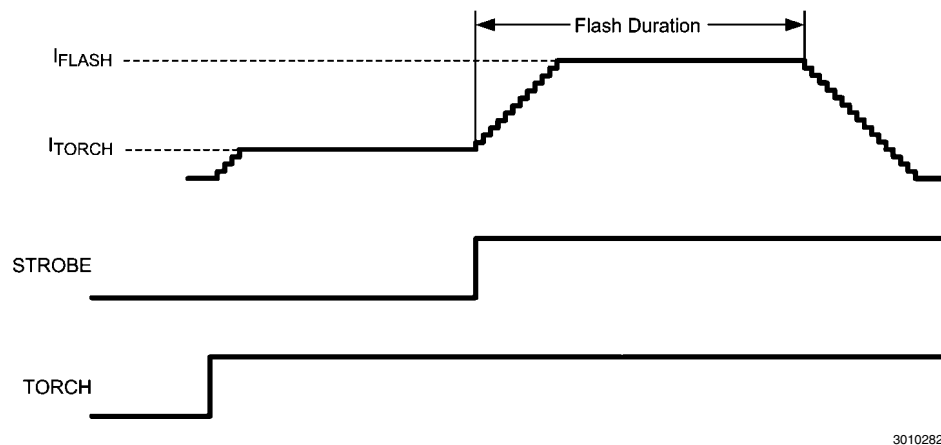 Flash Duration
IFLASH
ITORCH
STROBE
TORCH
3010282